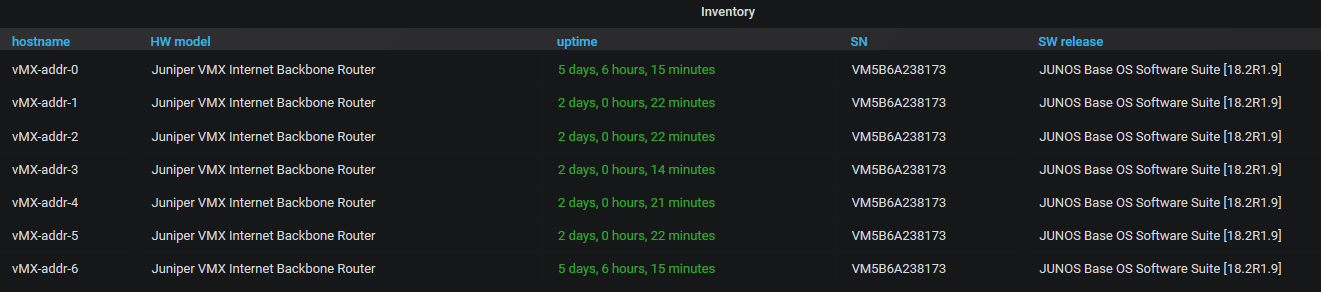 Inventory
hostname HW model uptime SN SW release
vMX-addr-0 Juniper VMX Internet Backbone Router 5 days, 6 hours, 15 minutes VM5B6A238173 JUNOS Base OS Software Suite [18.2R1.9]
vMX-addr-1 Juniper VMX Internet Backbone Router 2 days, 0 hours, 22 minutes VM5B6A238173 JUNOS Base OS Software Suite [18.2R1.9]
vMX-addr-2 Juniper VMX Internet Backbone Router 2 days, 0 hours, 22 minutes VM5B6A238173 JUNOS Base OS Software Suite [18.2R1.9]
vMX-addr-3 Juniper VMX Internet Backbone Router 2 days, 0 hours, 14 minutes VM5B6A238173 JUNOS Base OS Software Suite [18.2R1.9]
vMX-addr-4 Juniper VMX Internet Backbone Router 2 days, 0 hours, 21 minutes VM5B6A238173 JUNOS Base OS Software Suite [18.2R1.9]
vMX-addr-5 Juniper VMX Internet Backbone Router 2 days, 0 hours, 22 minutes VM5B6A238173 JUNOS Base OS Software Suite [18.2R1.9]
vMX-addr-6 Juniper VMX Internet Backbone Router 5 days, 6 hours, 15 minutes VM5B6A238173 JUNOS Base OS Software Suite [18.2R1.9]